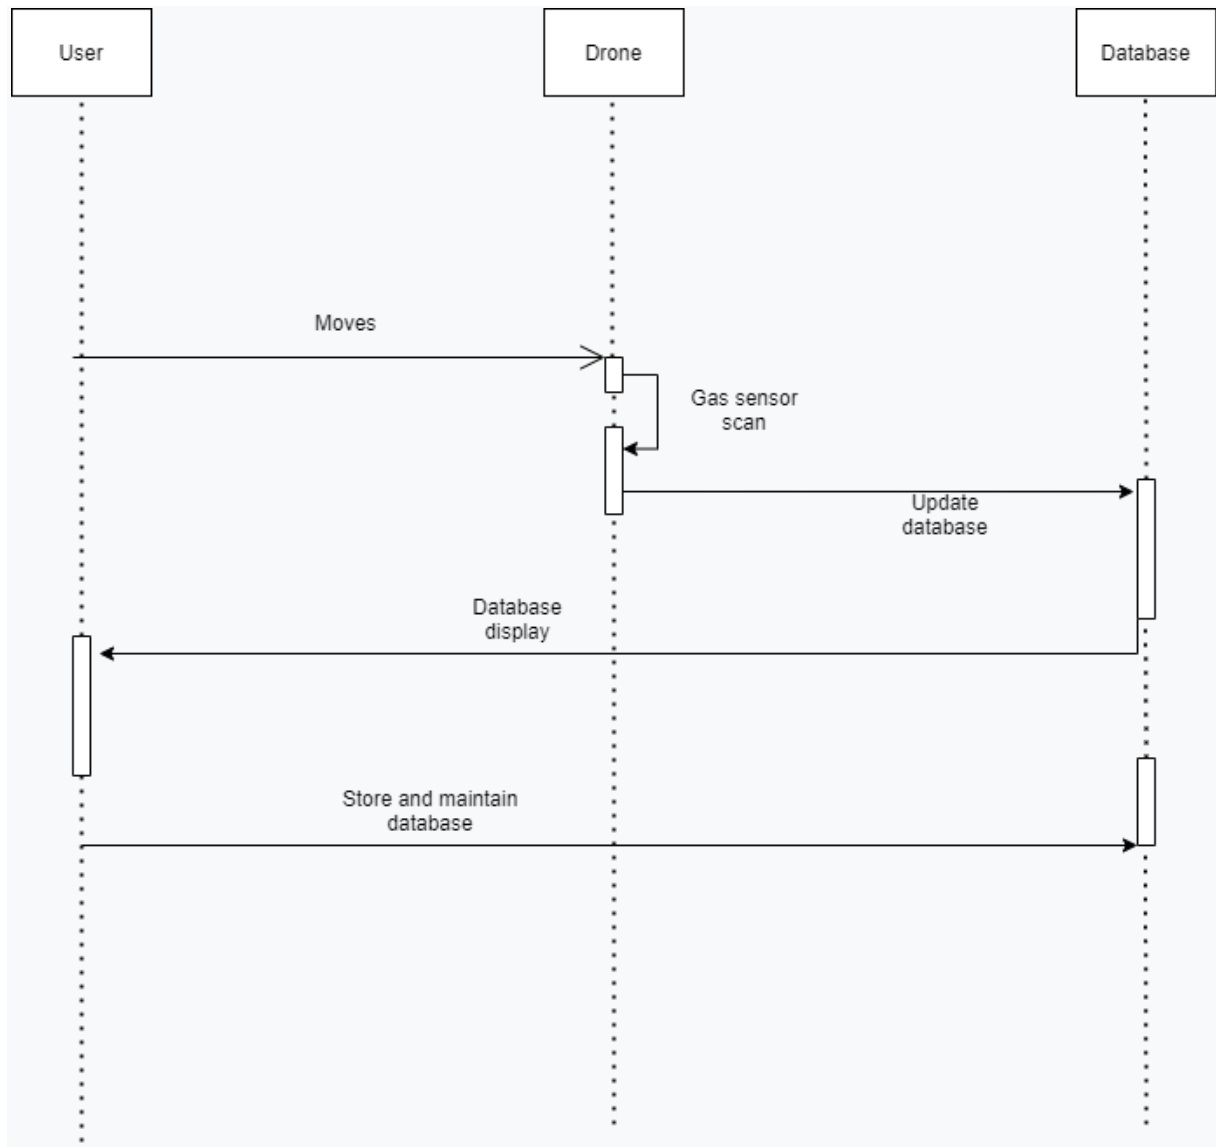 User
Drone
Database
Moves
Gas sensor
scan
Update
database
Database
display
Store and maintain
database